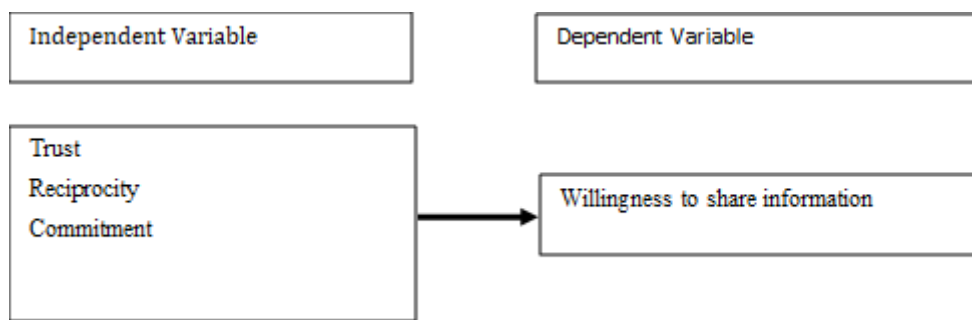 Independent Variable
Dependent Variable
Trust
Reciprocity
Commitment
Willingness to share information